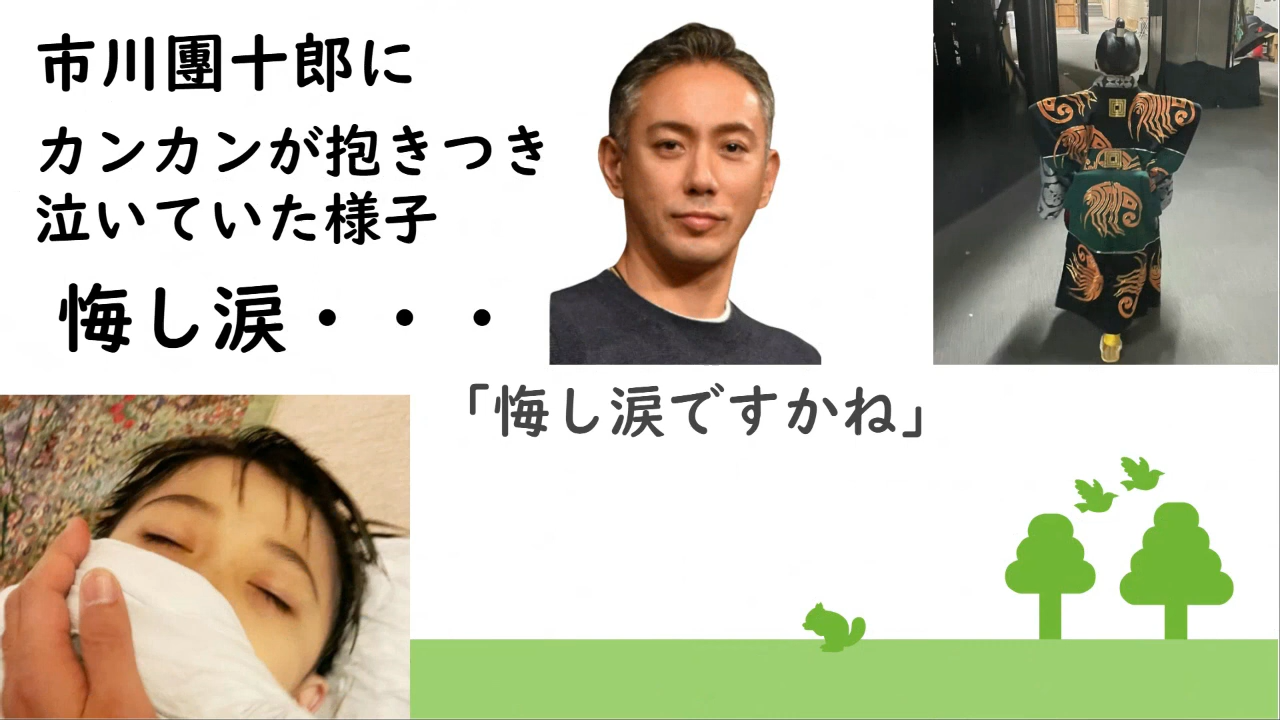 市川團十郎に
カンカンが抱きつき
泣いていた様子
悔し涙・・・
「悔し涙ですかね」